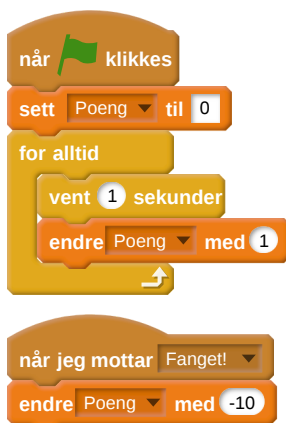 når klikkes
sett Poeng til 0
for alltid
vent 1 sekunder
endre Poeng med 1
når jeg mottar Fanget!
endre Poeng med -10